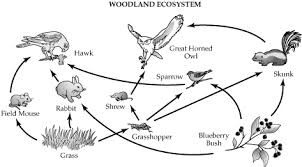 WOODLAND ECOSYSTEM
Hawk
Great Horned
Owl
Sparrow
Skunk
Field Mouse
Rabbit
Shrew
Grasshopper
Blueberry
Bush
Grass